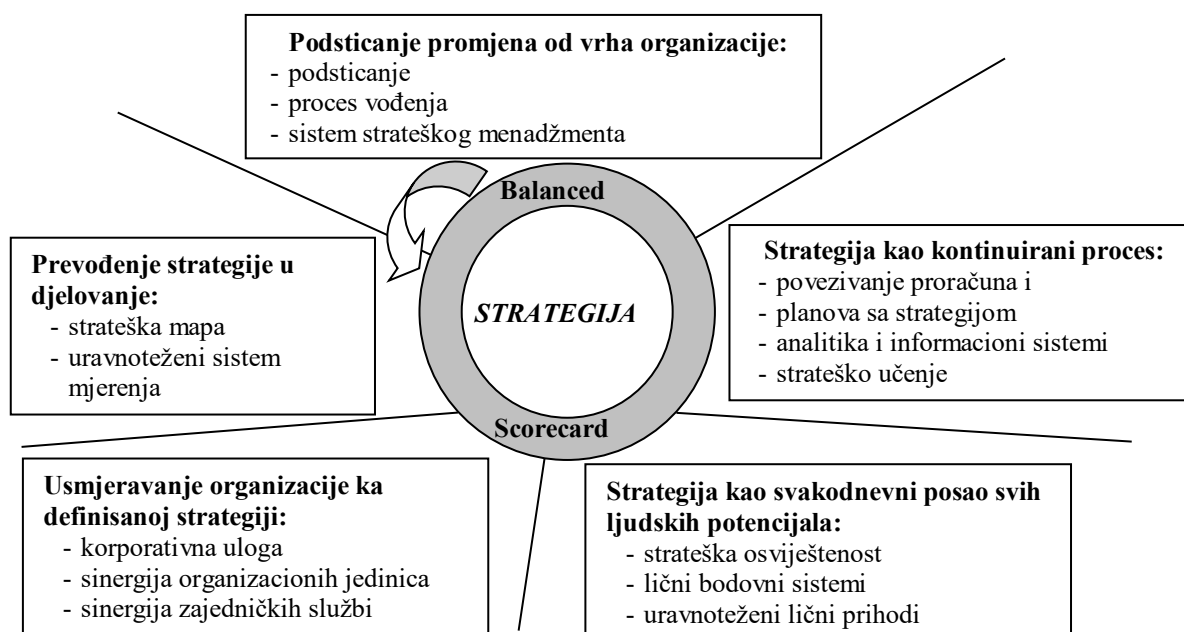 Podsticanje promjena od vrha organizacije:
- podsticanje
- proces vođenja
- sistem strateškog menadžmenta
Balanced
Prevođenje strategije u
djelovanje:
- strateška mapa
- uravnoteženi sistem
mjerenja
STRATEGIJA
Strategija kao kontinuirani proces:
- povezivanje proračuna i
- planova sa strategijom
- analitika i informacioni sistemi
- strateško učenje
Scorecard
Usmjeravanje organizacije ka
definisanoj strategiji:
- korporativna uloga
- sinergija organizacionih jedinica
- sinergija zajedničkih službi
Strategija kao svakodnevni posao svih
ljudskih potencijala:
- strateška osviještenost
- lični bodovni sistemi
- uravnoteženi lični prihodi